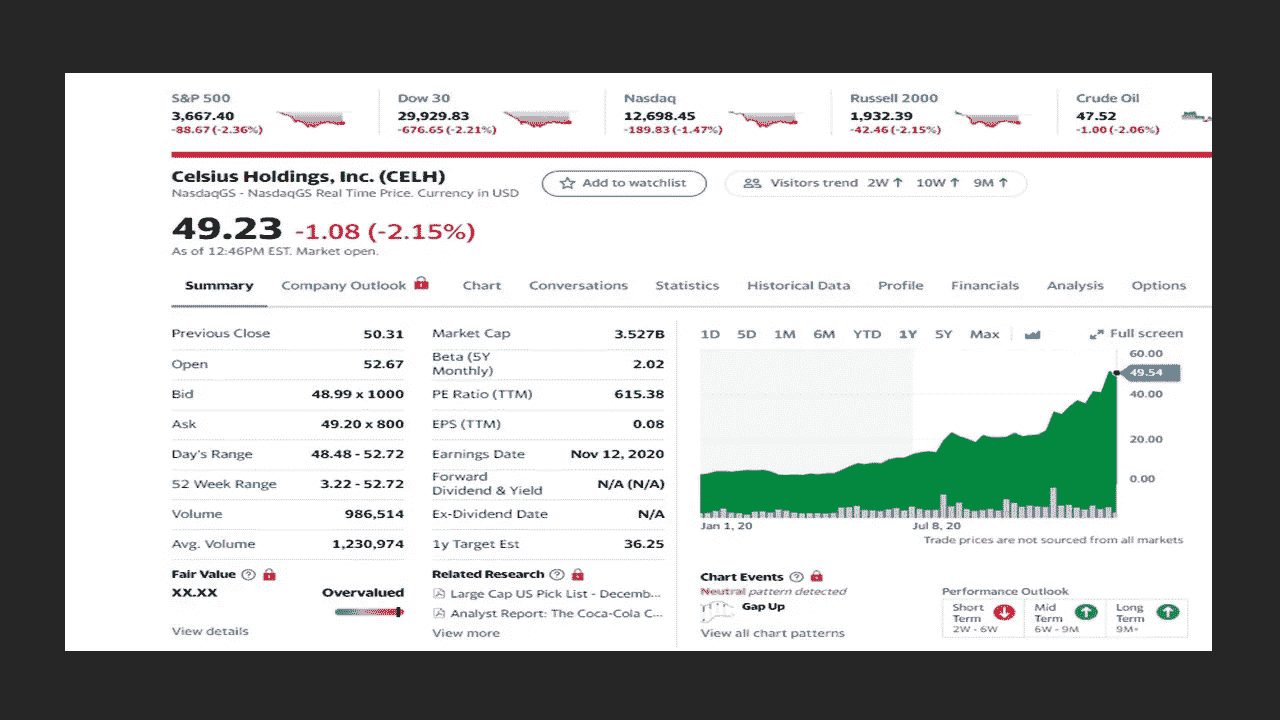 S&P 500 Dow 30 Nasdaq Russell 2000 Crude Oil
3,667.40 29,929.83 12,698.45 1,932.39 47.52
-88.67 (-2.36%) -676.65 (-2.21%) -189.83 (-1.47%) -42.46 (-2.15%) -1.00 (-2.06%)
Celsius Holdings, Inc. (CELH)
NasdaqGS - NasdaqGS Real Time Price. Currency in USD
Add to watchlist
Visitors trend 2W ↑ 10W ↑ 9M ↑
49.23 -1.08 (-2.15%)
As of 12:46PM EST. Market open.
Summary Company Outlook Chart Conversations Statistics Historical Data Profile Financials Analysis Options
Previous Close 50.31
Open 52.67
Bid 48.99 x 1000
Ask 49.20 x 800
Day's Range 48.48 - 52.72
52 Week Range 3.22 - 52.72
Volume 986,514
Avg. Volume 1,230,974
Market Cap 3.527B
Beta (5Y
Monthly) 2.02
PE Ratio (TTM) 615.38
EPS (TTM) 0.08
Earnings Date Nov 12, 2020
Forward
Dividend & Yield N/A (N/A)
Ex-Dividend Date N/A
1y Target Est 36.25
1D 5D 1M 6M YTD 1Y 5Y Max Full screen
60.00
49.54
40.00
20.00
0.00
Jan 1, 20 Jul 8, 20
Trade prices are not sourced from all markets
Fair Value
XX.XX Overvalued
View details
Related Research
Large Cap US Pick List - Decemb...
Analyst Report: The Coca-Cola C...
View more
Chart Events
Neutral pattern detected
Gap Up
View all chart patterns
Performance Outlook
Short
Term
2W - 6W
Mid
Term
6W - 9M
Long
Term
9M+